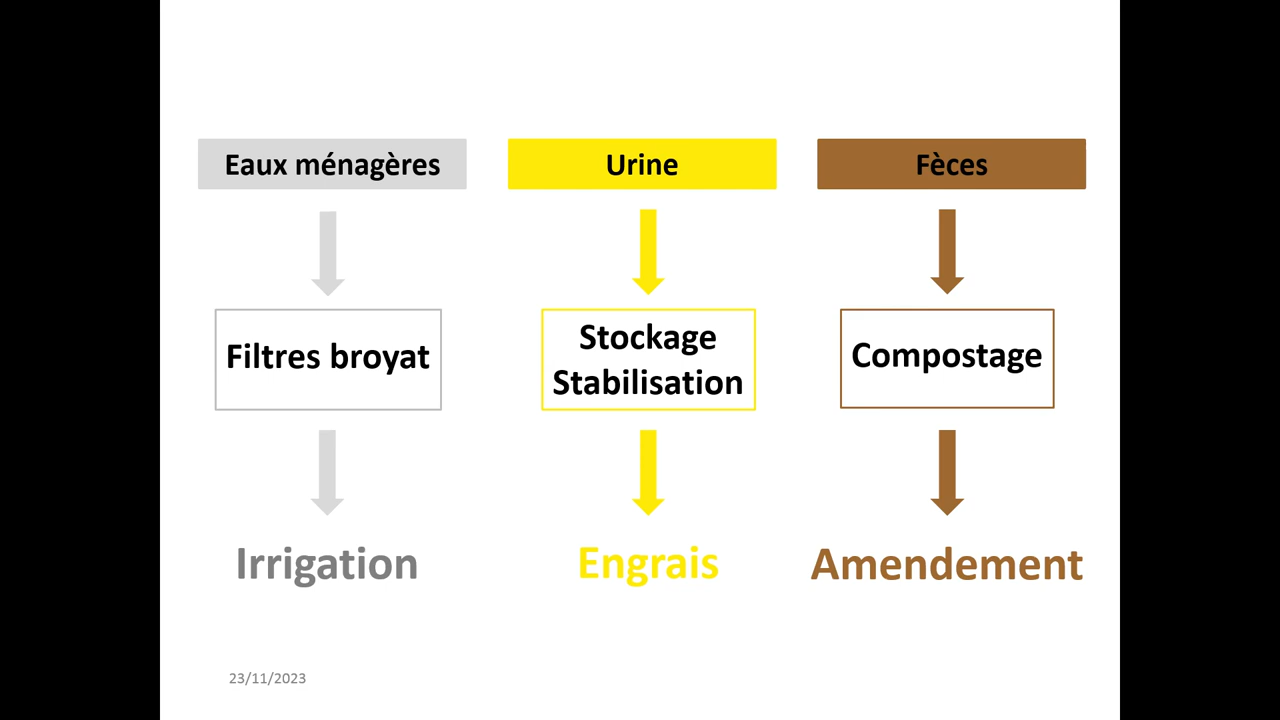 Eaux ménagères
Urine
Fèces
Filtres broyat
Stockage
Stabilisation
Compostage
Irrigation
Engrais
Amendement
23/11/2023